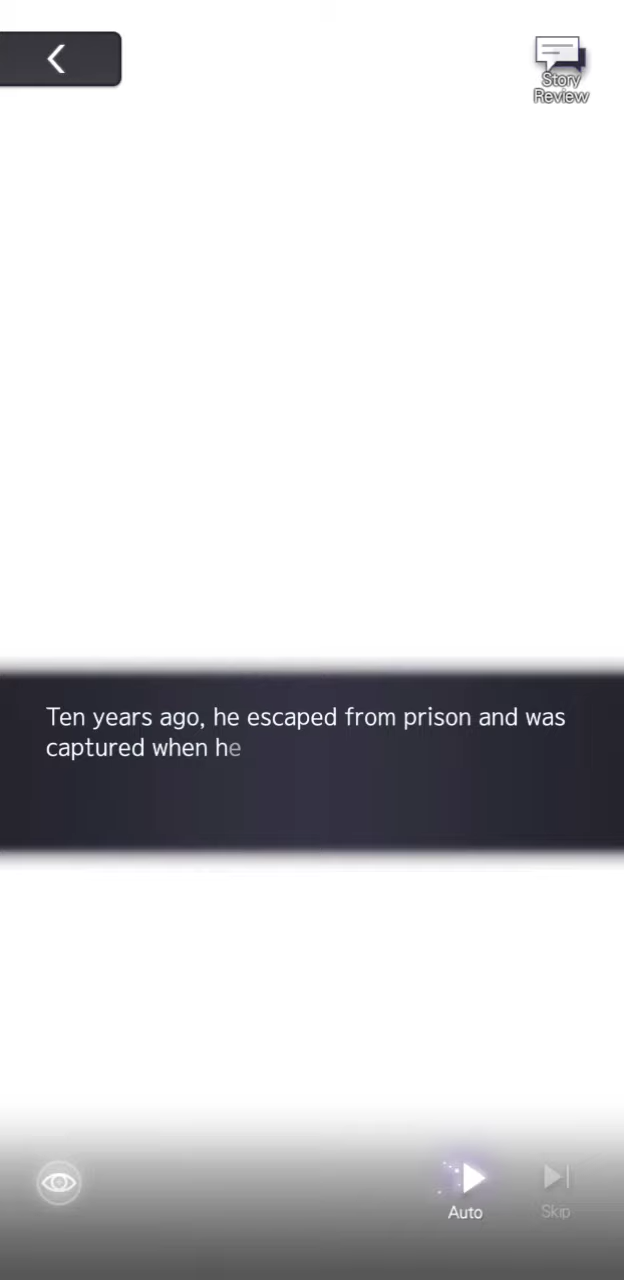 Story
Review
Ten years ago, he escaped from prison and was
captured when he
Auto
Skip